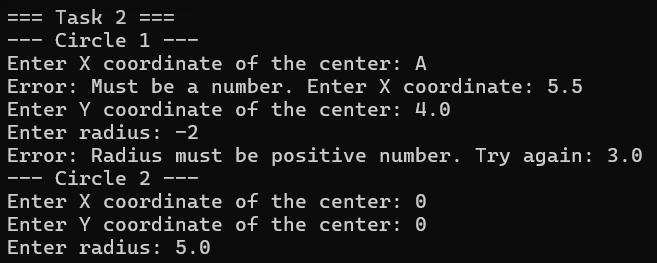 === Task 2 ===
--- Circle 1 ---
Enter X coordinate of the center: A
Error: Must be a number. Enter X coordinate: 5.5
Enter Y coordinate of the center: 4.0
Enter radius: -2
Error: Radius must be positive number. Try again: 3.0
--- Circle 2 ---
Enter X coordinate of the center: 0
Enter Y coordinate of the center: 0
Enter radius: 5.0